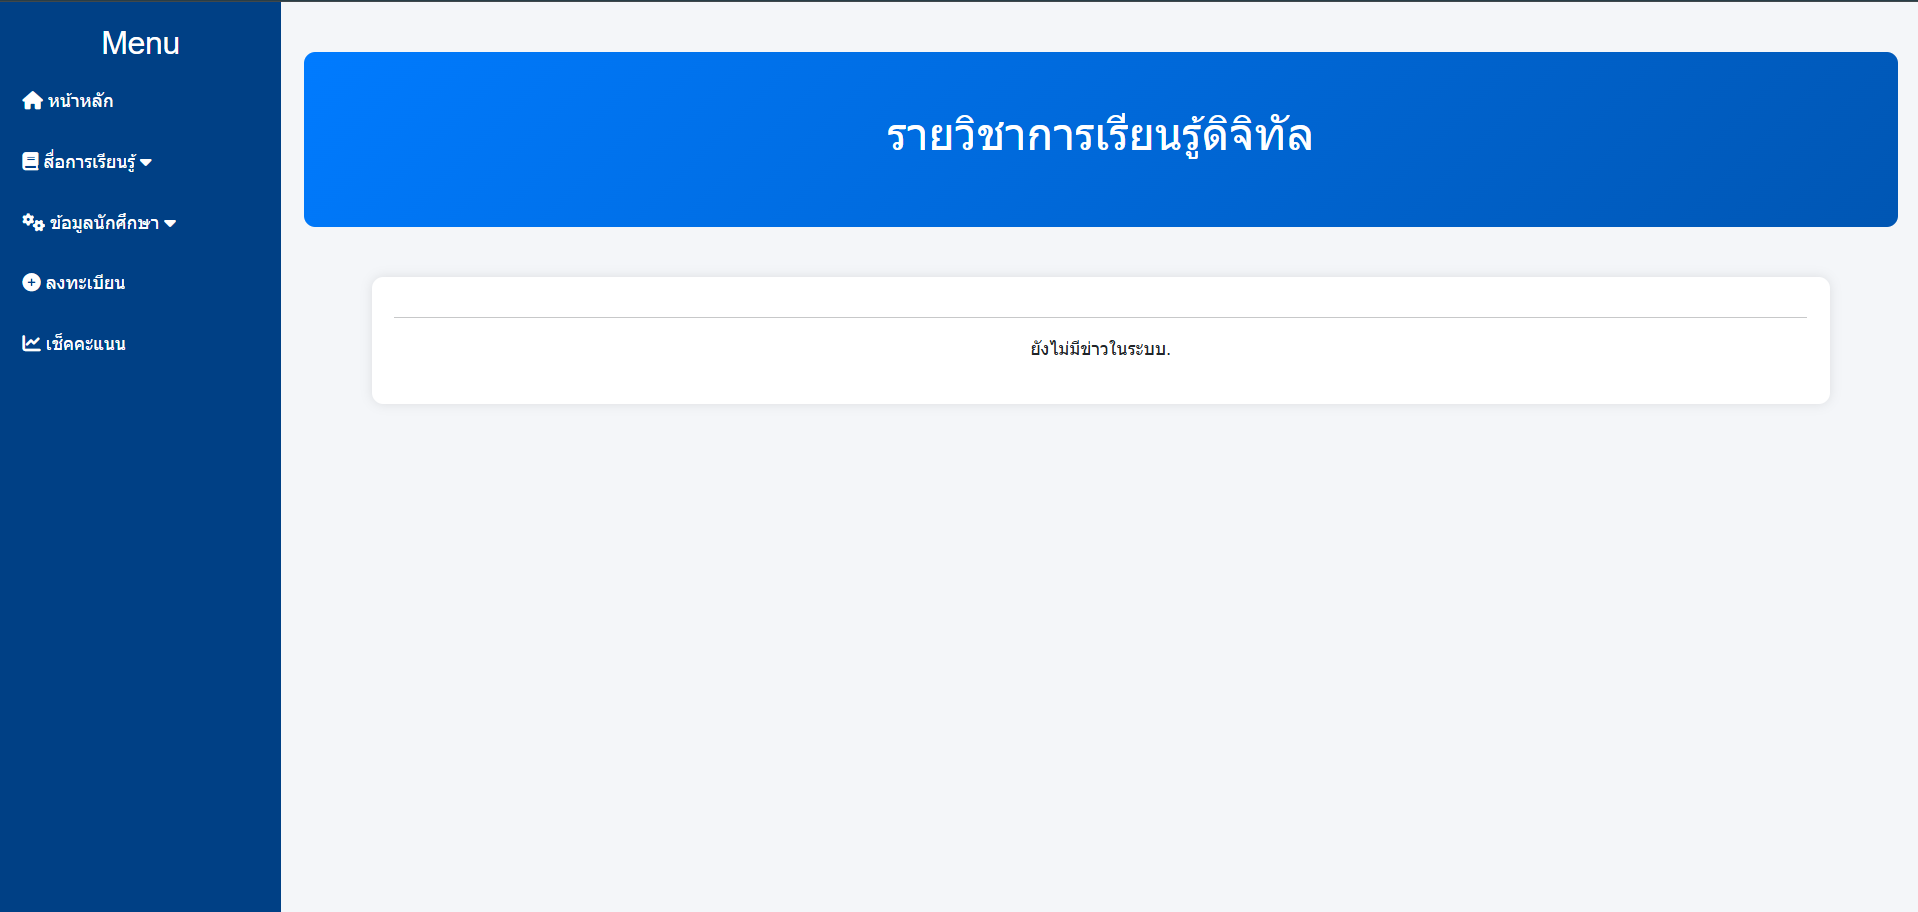 Menu
หน้าหลัก
สื่อการเรียนรู้
ข้อมูลนักศึกษา
ลงทะเบียน
เช็คคะแนน
รายวิชาการเรียนรู้ดิจิทัล
ยังไม่มีข่าวในระบบ.